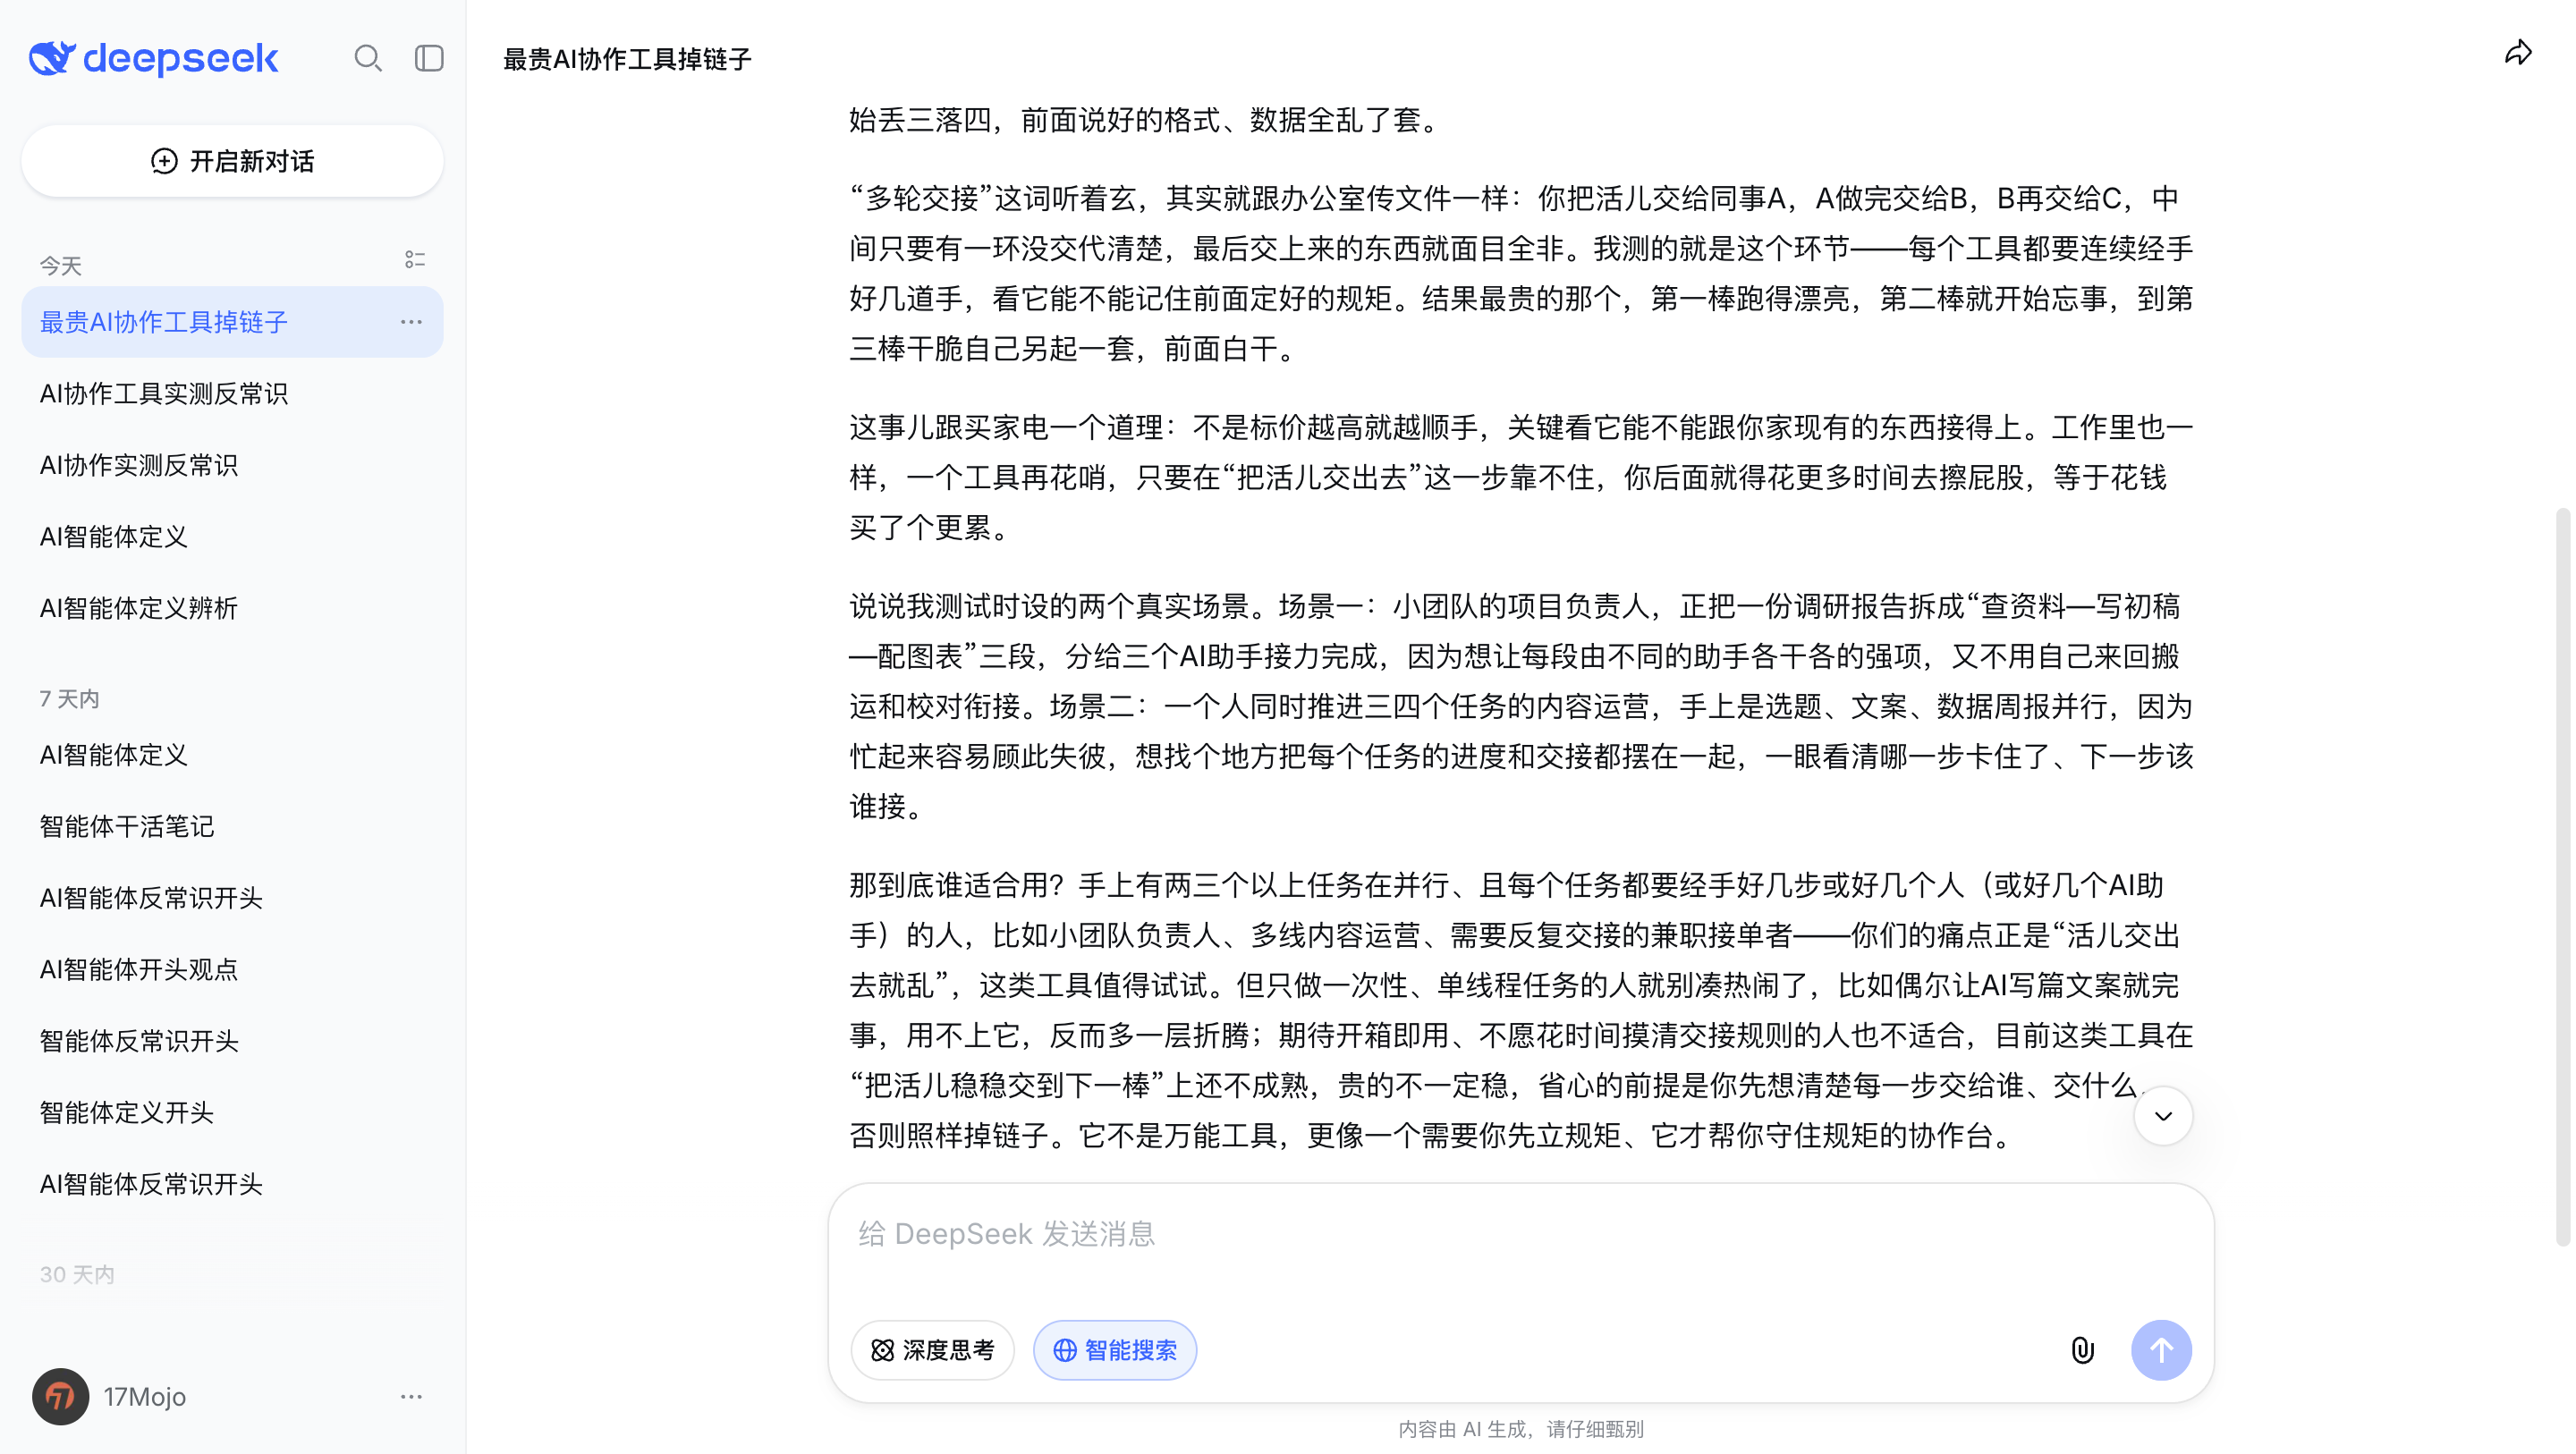 deepseek
开启新对话
今天
最贵AI协作工具掉链子
AI协作工具实测反常识
AI协作实测反常识
AI智能体定义
AI智能体定义辨析
7 天内
AI智能体定义
智能体干活笔记
AI智能体反常识开头
AI智能体开头观点
智能体反常识开头
智能体定义开头
AI智能体反常识开头
30 天内
17Mojo
最贵AI协作工具掉链子
始丢三落四，前面说好的格式、数据全乱了套。
“多轮交接”这词听着玄，其实就跟办公室传文件一样：你把活儿交给同事A，A做完交给B，B再交给C，中
间只要有一环没交代清楚，最后交上来的东西就面目全非。我测的就是这个环节——每个工具都要连续经手
好几道手，看它能不能记住前面定好的规矩。结果最贵的那个，第一棒跑得漂亮，第二棒就开始忘事，到第
三棒干脆自己另起一套，前面白干。
这事儿跟买家电一个道理：不是标价越高就越顺手，关键看它能不能跟你家现有的东西接得上。工作里也一
样，一个工具再花哨，只要在“把活儿交出去”这一步靠不住，你后面就得花更多时间去擦屁股，等于花钱
买了个更累。
说说我测试时设的两个真实场景。场景一：小团队的项目负责人，正把一份调研报告拆成“查资料—写初稿
—配图表”三段，分给三个AI助手接力完成，因为想让每段由不同的助手各干各的强项，又不用自己来回搬
运和校对衔接。场景二：一个人同时推进三四个任务的内容运营，手上是选题、文案、数据周报并行，因为
忙起来容易顾此失彼，想找个地方把每个任务的进度和交接都摆在一起，一眼看清哪一步卡住了、下一步该
谁接。
那到底谁适合用？手上有两三个以上任务在并行、且每个任务都要经手好几步或好几个人（或好几个AI助
手）的人，比如小团队负责人、多线内容运营、需要反复交接的兼职接单者——你们的痛点正是“活儿交出
去就乱”，这类工具值得试试。但只做一次性、单线程任务的人就别凑热闹了，比如偶尔让AI写篇文案就完
事，用不上它，反而多一层折腾；期待开箱即用、不愿花时间摸清交接规则的人也不适合，目前这类工具在
“把活儿稳稳交到下一棒”上还不成熟，贵的不一定稳，省心的前提是你先想清楚每一步交给谁、交什么，
否则照样掉链子。它不是万能工具，更像一个需要你先立规矩、它才帮你守住规矩的协作台。
给 DeepSeek 发送消息
深度思考
智能搜索
内容由 AI 生成，请仔细甄别